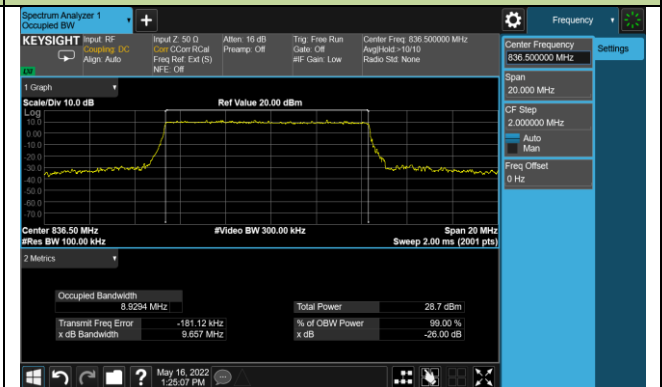 Spectrum Analyzer 1
Occupied BW
Frequency
KEYSIGHT
Input: RF
Coupling: DC
Align: Auto
Input Z: 50 Ω
Corr CCorr RCal
Freq Ref: Ext (S)
NFE: Off
Atten: 16 dB
Preamp: Off
Trig: Free Run
Gate: Off
#IF Gain: Low
Center Freq: 836.500000 MHz
Avg|Hold:>10/10
Radio Std: None
Center Frequency
836.500000 MHz
Settings
Span
20.000 MHz
CF Step
2.000000 MHz
Auto
Man
Freq Offset
0 Hz
1 Graph
Scale/Div 10.0 dB
Ref Value 20.00 dBm
Log
10.0
0.00
-10.0
-20.0
-30.0
-40.0
-50.0
-60.0
-70.0
Center 836.50 MHz
#Video BW 300.00 kHz
Span 20 MHz
#Res BW 100.00 kHz
Sweep 2.00 ms (2001 pts)
2 Metrics
Occupied Bandwidth
8.9294 MHz
Total Power
28.7 dBm
Transmit Freq Error
-181.12 kHz
% of OBW Power
99.00 %
x dB Bandwidth
9.657 MHz
x dB
-26.00 dB
May 16, 2022
1:25:07 PM